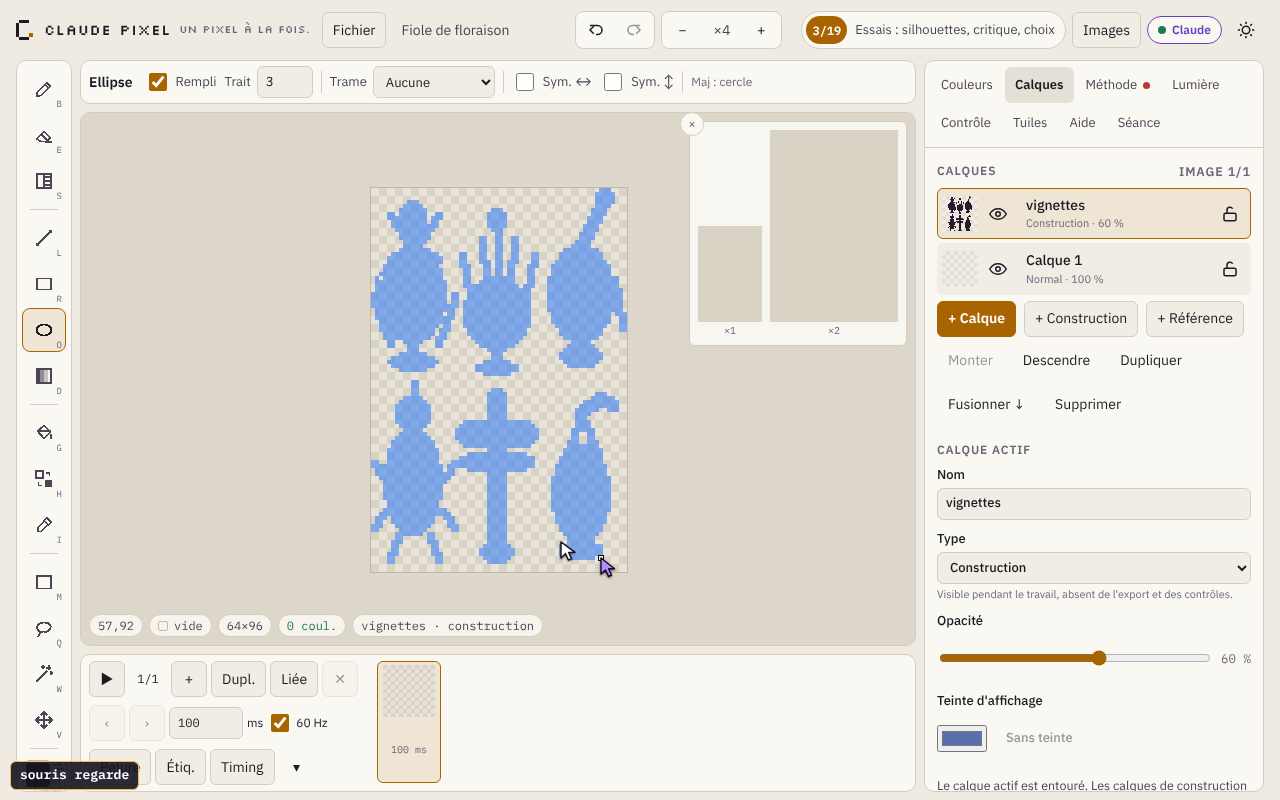 CLAUDE PIXEL UN PIXEL À LA FOIS. Fichier Fiole de floraison − ×4 + 3/19 Essais : silhouettes, critique, choix Images Claude
Ellipse Rempli Trait 3 Trame Aucune Sym. ↔ Sym. ↕ Maj : cercle
B
E
S
L
R
O
D
G
H
I
M
Q
W
V
×
×1 ×2
57,92 vide 64×96 0 coul. vignettes · construction
1/1 + Dupl. Liée ✕
‹ › 100 ms 60 Hz
Étiq. Timing ▼
100 ms
souris regarde
Couleurs Calques Méthode Lumière
Contrôle Tuiles Aide Séance
CALQUES IMAGE 1/1
vignettes
Construction · 60 %
Calque 1
Normal · 100 %
+ Calque + Construction + Référence
Monter Descendre Dupliquer
Fusionner ↓ Supprimer
CALQUE ACTIF
Nom
vignettes
Type
Construction
Visible pendant le travail, absent de l'export et des contrôles.
Opacité
60 %
Teinte d'affichage
Sans teinte
Le calque actif est entouré. Les calques de construction